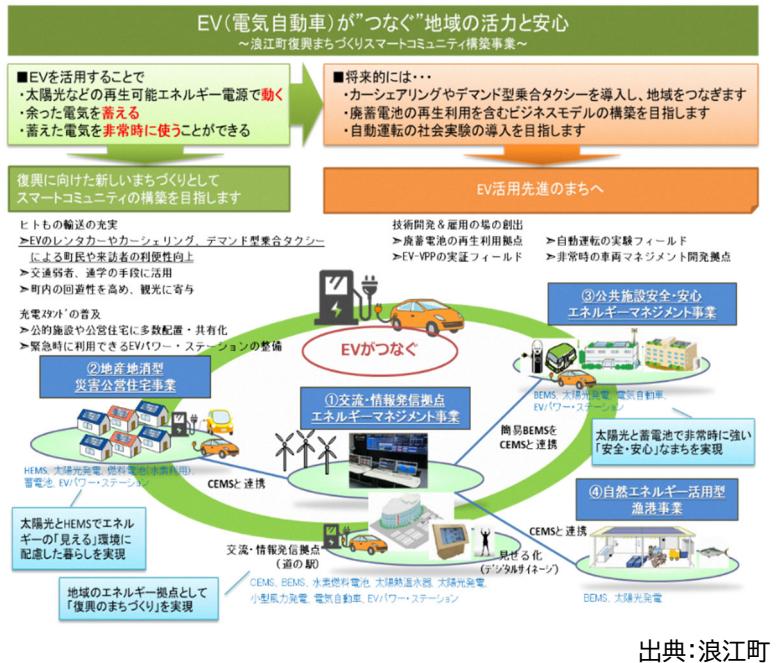 EV(電気自動車)が”つなぐ”地域の活力と安心
～浪江町復興まちづくりスマートコミュニティ構築事業～
■EVを活用することで
・太陽光などの再生可能エネルギー電源で動く
・余った電気を蓄える
・蓄えた電気を非常時に使うことができる
■将来的には・・・
・カーシェアリングやデマンド型乗合タクシーを導入し、地域をつなぎます
・廃蓄電池の再生利用を含むビジネスモデルの構築を目指します
・自動運転の社会実験の導入を目指します
復興に向けた新しいまちづくりとして
スマートコミュニティの構築を目指します
EV活用先進のまちへ
ヒトもの輸送の充実
➢EVのレンタカーやカーシェリング、デマンド型乗合タクシー
による町民や来訪者の利便性向上
➢交通弱者、通学の手段に活用
➢町内の回遊性を高め、観光に寄与
充電ｽﾀﾝﾄﾞの普及
➢公的施設や公営住宅に多数配置・共有化
➢緊急時に利用できるEVパワー・ステーションの整備
技術開発＆雇用の場の創出
➢廃蓄電池の再生利用拠点
➢EV-VPPの実証フィールド
➢自動運転の実験フィールド
➢非常時の車両マネジメント開発拠点
EVがつなぐ
③公共施設安全・安心
エネルギーマネジメント事業
BEMS、太陽光発電、電気自動車、
EVパワー・ステーション
太陽光と蓄電池で非常時に強い
「安全・安心」なまちを実現
②地産地消型
災害公営住宅事業
HEMS、太陽光発電、燃料電池(水素利用)、
蓄電池、EVパワー・ステーション
太陽光とHEMSでエネル
ギーの「見える」環境に
配慮した暮らしを実現
①交流・情報発信拠点
エネルギーマネジメント事業
簡易BEMSを
CEMSと連携
CEMSと連携
④自然エネルギー活用型
漁港事業
CEMSと連携
BEMS、太陽光発電
交流・情報発信拠点
(道の駅)
見せる化
(デジタルサイネージ)
CEMS、BEMS、水素燃料電池、太陽熱温水器、太陽光発電、
小型風力発電、電気自動車、EVパワー・ステーション
地域のエネルギー拠点として
「復興のまちづくり」を実現
出典：浪江町